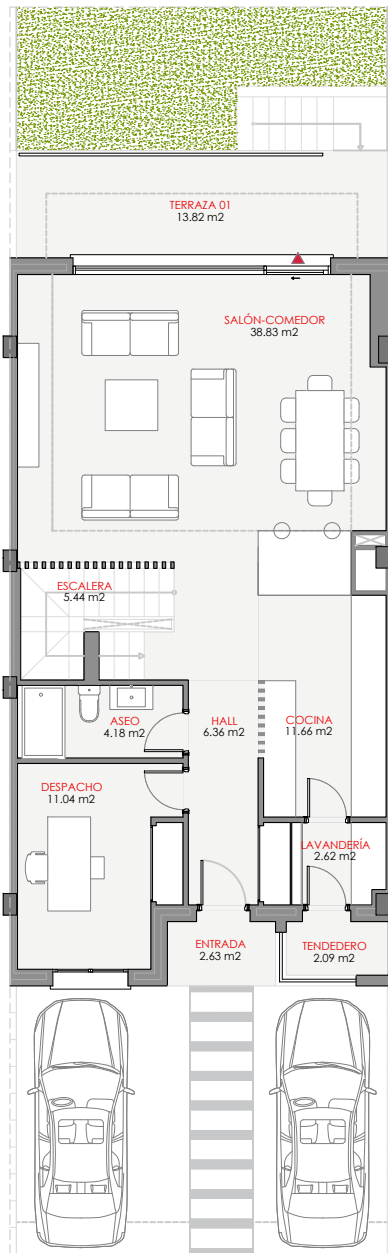 TERRAZA 01
13.82 m2
SALÓN-COMEDOR
38.83 m2
ESCALERA
5.44 m2
ASEO
4.18 m2
HALL
6.36 m2
COCINA
11.66 m2
DESPACHO
11.04 m2
LAVANDERÍA
2.62 m2
ENTRADA
2.63 m2
TENDEDERO
2.09 m2